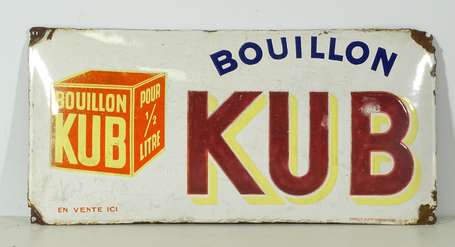 BOUILLON
KUB
BOUILLON
KUB
POUR
1/2
LITRE
EN VENTE ICI